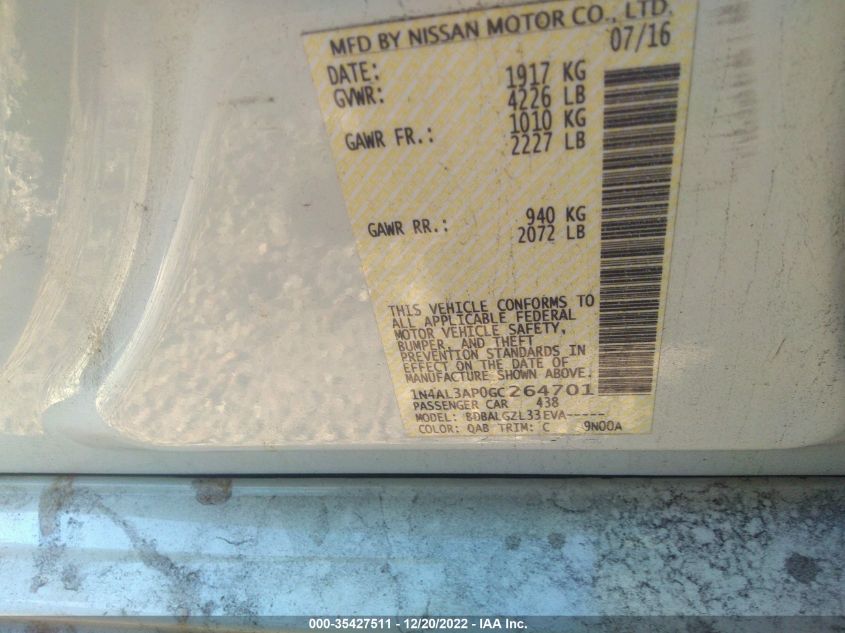 MFD BY NISSAN MOTOR CO., LTD.
DATE: 07/16
GVWR: 1917 KG
4226 LB
GAWR FR.: 1010 KG
2227 LB
GAWR RR.: 940 KG
2072 LB
THIS VEHICLE CONFORMS TO
ALL APPLICABLE FEDERAL
MOTOR VEHICLE SAFETY,
BUMPER, AND THEFT
PREVENTION STANDARDS IN
EFFECT ON THE DATE OF
MANUFACTURE SHOWN ABOVE.
1N4AL3AP0GC264701
PASSENGER CAR 438
MODEL: BDBALGZL33EVA-----
COLOR: QAB TRIM: C 9N00A
000-35427511 - 12/20/2022 - IAA Inc.